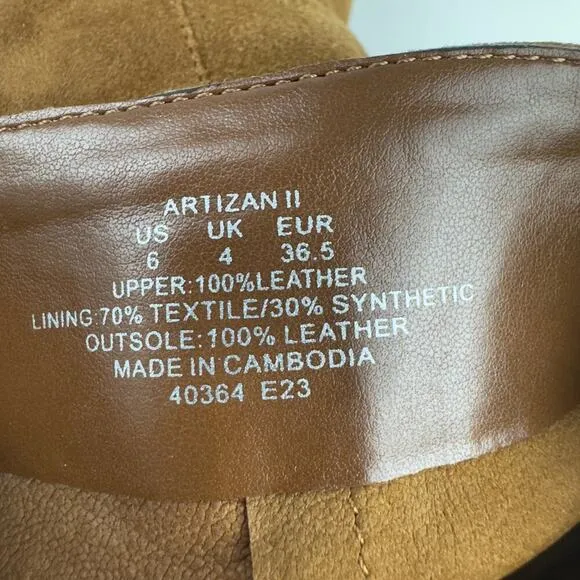 ARTIZAN II
US UK EUR
6 4 36.5
UPPER:100%LEATHER
LINING:70% TEXTILE/30% SYNTHETIC
OUTSOLE:100% LEATHER
MADE IN CAMBODIA
40364 E23